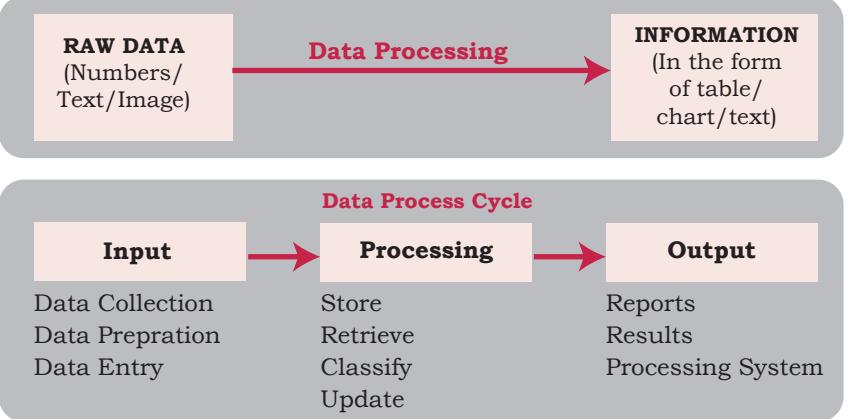 RAW DATA
(Numbers/
Text/Image)
Data Processing
INFORMATION
(In the form
of table/
chart/text)
Data Process Cycle
Input
Data Collection
Data Prepration
Data Entry
Processing
Store
Retrieve
Classify
Update
Output
Reports
Results
Processing System